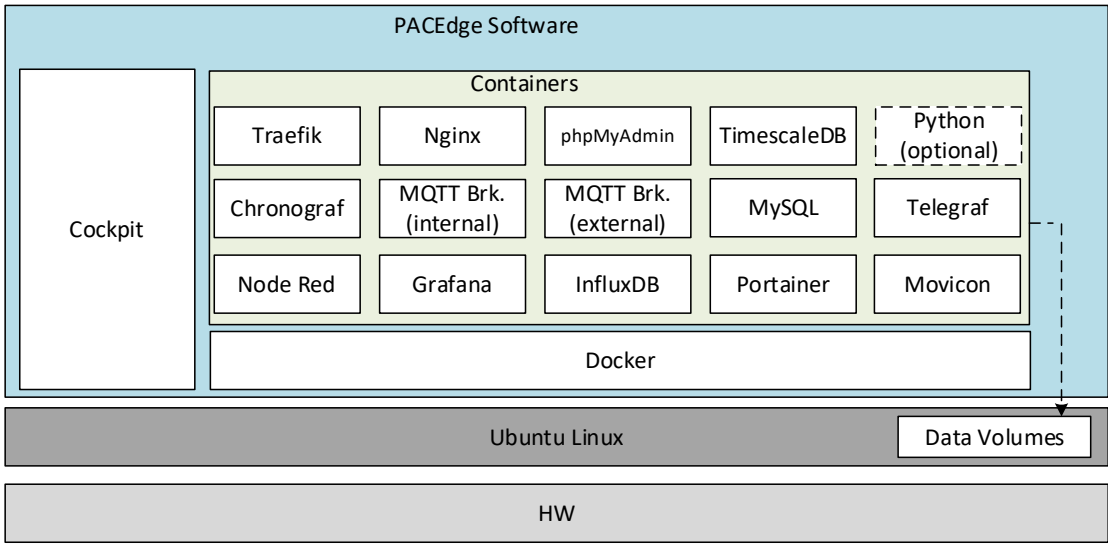 PACEdge Software
Containers
Traefik
Nginx
phpMyAdmin
TimescaleDB
Python
(optional)
Cockpit
Chronograf
MQTT Brk.
(internal)
MQTT Brk.
(external)
MySQL
Telegraf
Node Red
Grafana
InfluxDB
Portainer
Movicon
Docker
Ubuntu Linux
Data Volumes
HW